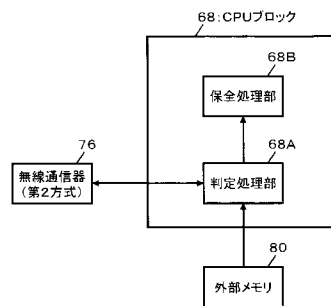 68:CPUブロック
68B
保全処理部
76
無線通信器
(第2方式)
68A
判定処理部
80
外部メモリ